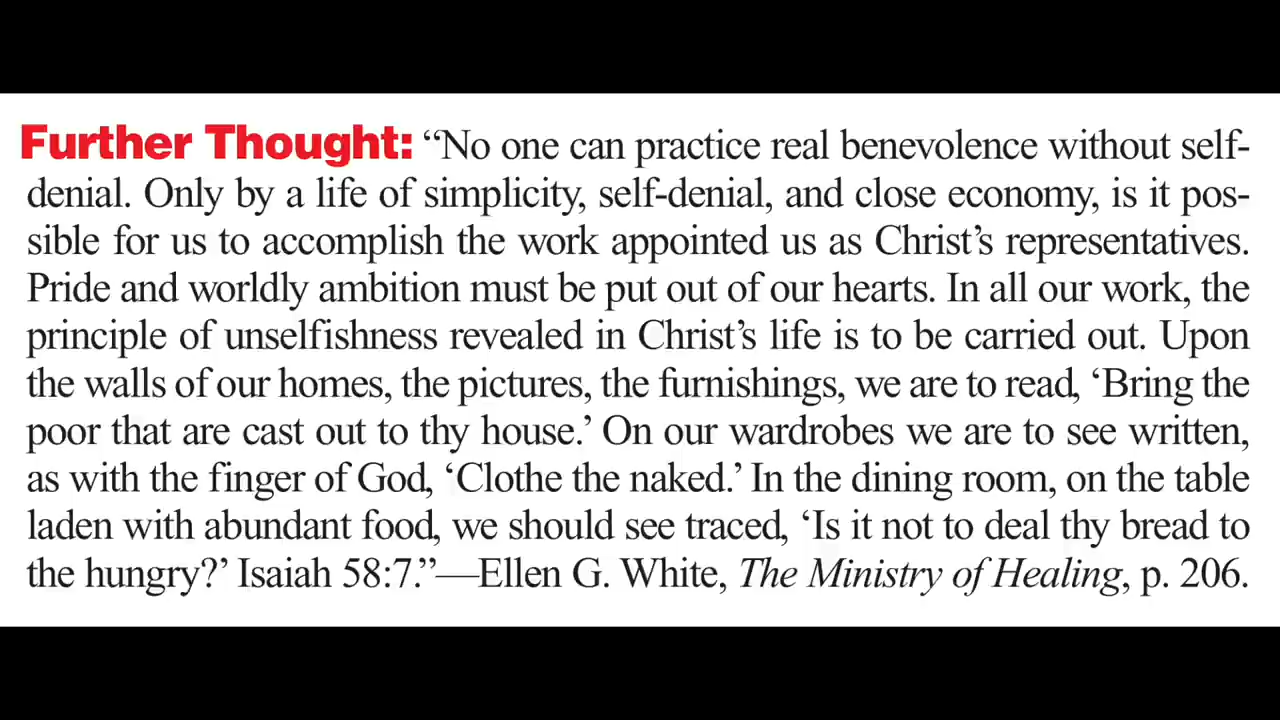 Further Thought: “No one can practice real benevolence without self-
denial. Only by a life of simplicity, self-denial, and close economy, is it pos-
sible for us to accomplish the work appointed us as Christ’s representatives.
Pride and worldly ambition must be put out of our hearts. In all our work, the
principle of unselfishness revealed in Christ’s life is to be carried out. Upon
the walls of our homes, the pictures, the furnishings, we are to read, ‘Bring the
poor that are cast out to thy house.’ On our wardrobes we are to see written,
as with the finger of God, ‘Clothe the naked.’ In the dining room, on the table
laden with abundant food, we should see traced, ‘Is it not to deal thy bread to
the hungry?’ Isaiah 58:7.”—Ellen G. White, The Ministry of Healing, p. 206.